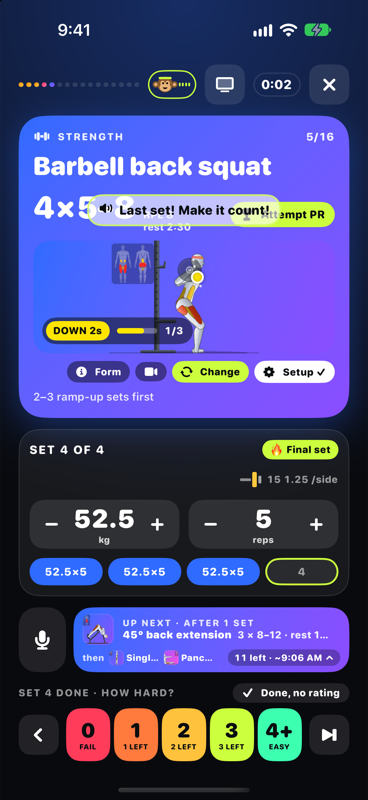 9:41
0:02
STRENGTH
5/16
Barbell back squat
4×5–8
Last set! Make it count!
Attempt PR
rest 2:30
DOWN 2s
1/3
Form
Change
Setup ✓
2–3 ramp-up sets first
SET 4 OF 4
🔥 Final set
15 1.25 /side
− 52.5 +
kg
− 5 +
reps
52.5×5
52.5×5
52.5×5
4
UP NEXT · AFTER 1 SET
45° back extension 3 × 8–12 · rest 1…
then Singl… Panc…
11 left · ~9:06 AM
SET 4 DONE · HOW HARD?
✓ Done, no rating
0
FAIL
1
1 LEFT
2
2 LEFT
3
3 LEFT
4+
EASY